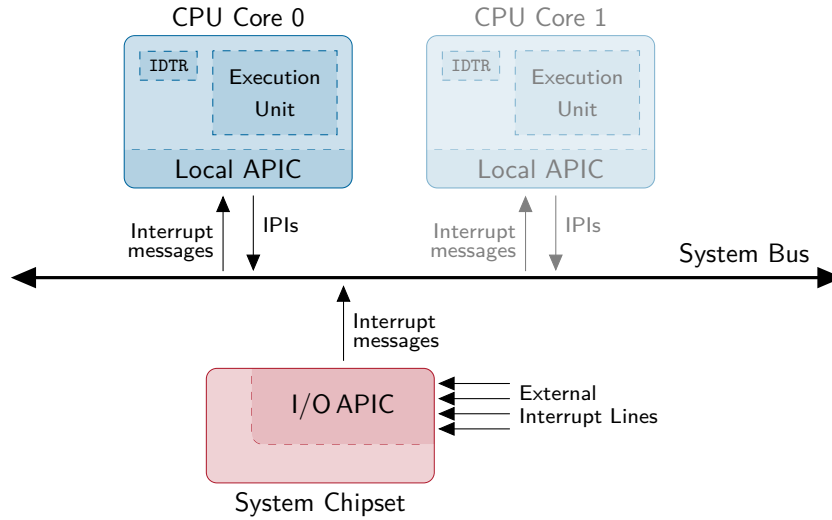 CPU Core 0
CPU Core 1
IDTR
Execution
Unit
Local APIC
IDTR
Execution
Unit
Local APIC
Interrupt
messages
IPIs
Interrupt
messages
IPIs
System Bus
Interrupt
messages
I/O APIC
External
Interrupt Lines
System Chipset